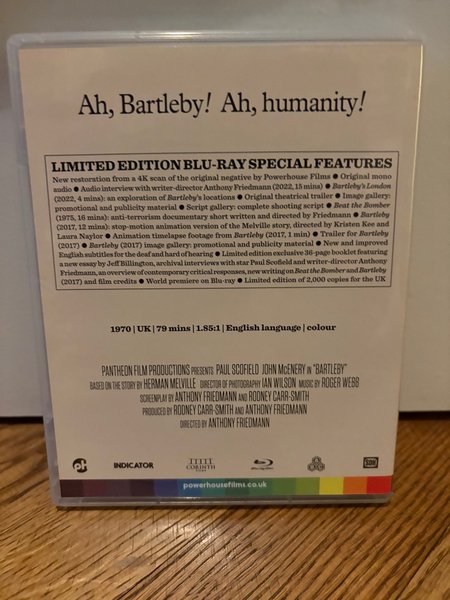 Ah, Bartleby! Ah, humanity!
LIMITED EDITION BLU-RAY SPECIAL FEATURES
New restoration from a 4K scan of the original negative by Powerhouse Films ● Original mono
audio ● Audio interview with writer-director Anthony Friedmann (2022, 15 mins) ● Bartleby's London
(2022, 4 mins): an exploration of Bartleby's locations ● Original theatrical trailer ● Image gallery:
promotional and publicity material ● Script gallery: complete shooting script ● Beat the Bomber
(1975, 16 mins): anti-terrorism documentary short written and directed by Friedmann ● Bartleby
(2017, 12 mins): stop-motion animation version of the Melville story, directed by Kristen Kee and
Laura Naylor ● Animation timelapse footage from Bartleby (2017, 1 min) ● Trailer for Bartleby
(2017) ● Bartleby (2017) image gallery: promotional and publicity material ● New and improved
English subtitles for the deaf and hard of hearing ● Limited edition exclusive 36-page booklet featuring
a new essay by Jeff Billington, archival interviews with star Paul Scofield and writer-director Anthony
Friedmann, an overview of contemporary critical responses, new writing on Beat the Bomber and Bartleby
(2017) and film credits ● World premiere on Blu-ray ● Limited edition of 2,000 copies for the UK
1970 | UK | 79 mins | 1.85:1 | English language | colour
PANTHEON FILM PRODUCTIONS PRESENTS PAUL SCOFIELD JOHN McENERY IN "BARTLEBY"
BASED ON THE STORY BY HERMAN MELVILLE DIRECTOR OF PHOTOGRAPHY IAN WILSON MUSIC BY ROGER WEBB
SCREENPLAY BY ANTHONY FRIEDMANN AND RODNEY CARR-SMITH
PRODUCED BY RODNEY CARR-SMITH AND ANTHONY FRIEDMANN
DIRECTED BY ANTHONY FRIEDMANN
ph INDICATOR CORINTH FILMS Blu-ray Disc SDH
powerhousefilms.co.uk